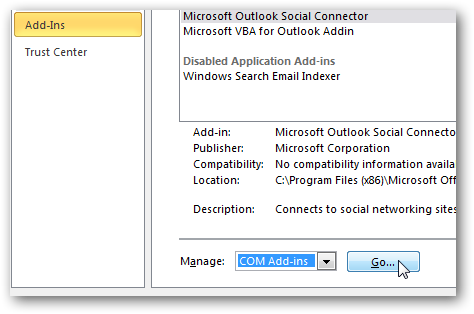 Add-Ins
Trust Center
Microsoft Outlook Social Connector
Microsoft VBA for Outlook Addin
Disabled Application Add-ins
Windows Search Email Indexer
Add-in: Microsoft Outlook Social Connecto
Publisher: Microsoft Corporation
Compatibility: No compatibility information availa
Location: C:\Program Files (x86)\Microsoft Off
Description: Connects to social networking sites
Manage: COM Add-ins Go...